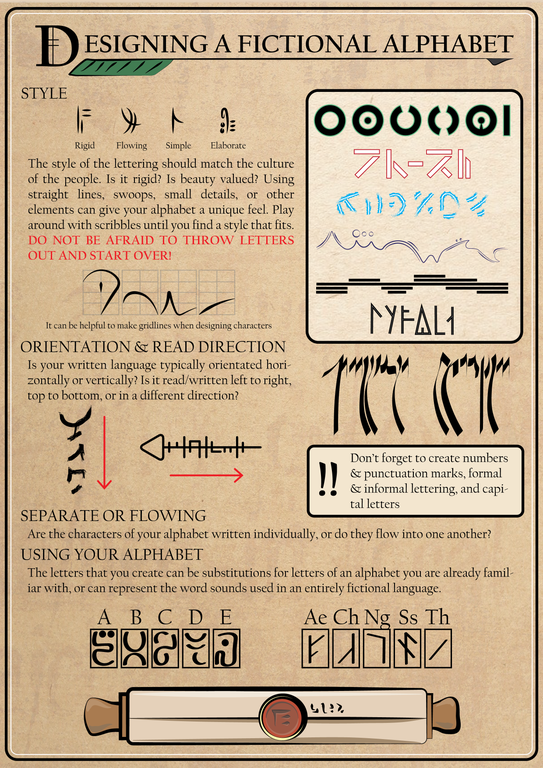 DESIGNING A FICTIONAL ALPHABET
STYLE
Rigid Flowing Simple Elaborate
The style of the lettering should match the culture
of the people. Is it rigid? Is beauty valued? Using
straight lines, swoops, small details, or other
elements can give your alphabet a unique feel. Play
around with scribbles until you find a style that fits.
DO NOT BE AFRAID TO THROW LETTERS
OUT AND START OVER!
It can be helpful to make gridlines when designing characters
ORIENTATION & READ DIRECTION
Is your written language typically orientated hori-
zontally or vertically? Is it read/written left to right,
top to bottom, or in a different direction?
!!
Don't forget to create numbers
& punctuation marks, formal
& informal lettering, and capi-
tal letters
SEPARATE OR FLOWING
Are the characters of your alphabet written individually, or do they flow into one another?
USING YOUR ALPHABET
The letters that you create can be substitutions for letters of an alphabet you are already famil-
iar with, or can represent the word sounds used in an entirely fictional language.
A B C D E
Ae Ch Ng Ss Th